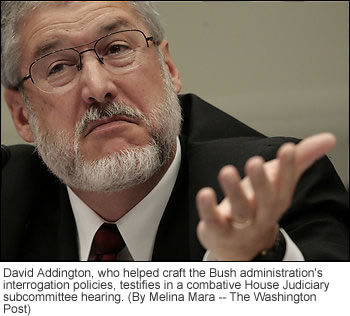 David Addington, who helped craft the Bush administration's
interrogation policies, testifies in a combative House Judiciary
subcommittee hearing. (By Melina Mara -- The Washington
Post)